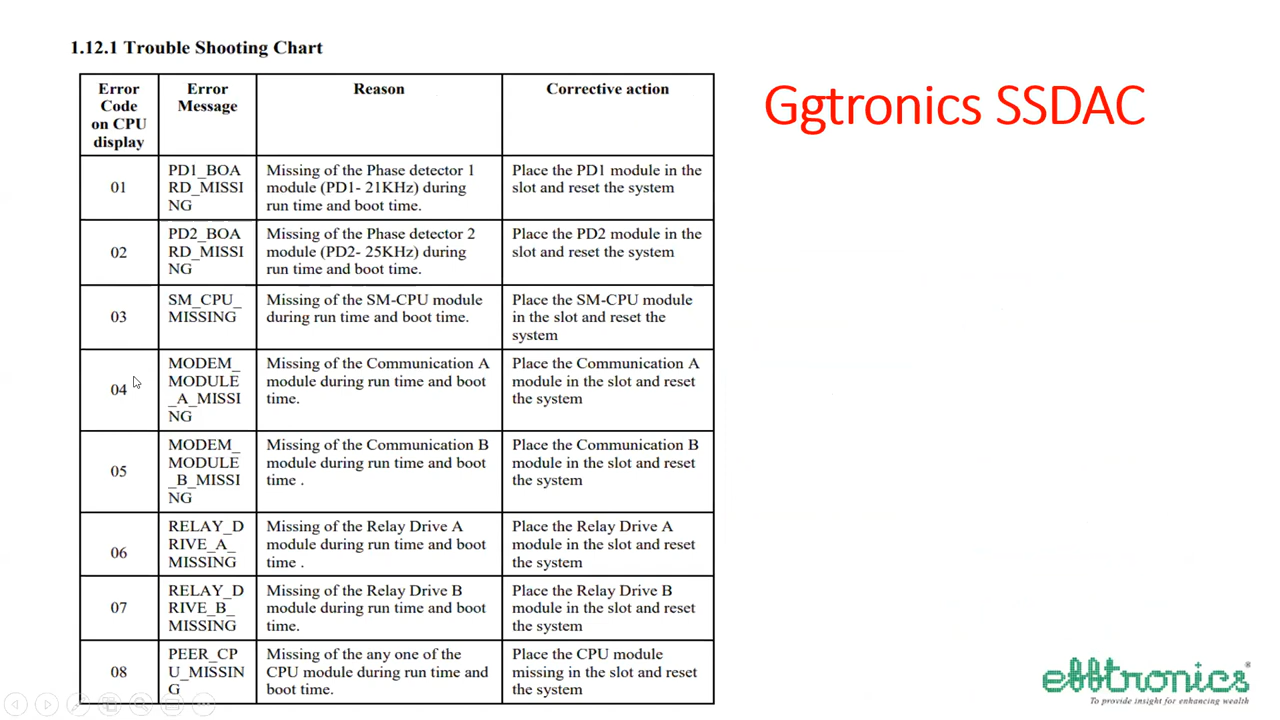 1.12.1 Trouble Shooting Chart
Ggtronics SSDAC
Error
Code
on CPU
display
Error
Message
Reason
Corrective action
01
PD1_BOA
RD_MISSI
NG
Missing of the Phase detector 1
module (PD1- 21KHz) during
run time and boot time.
Place the PD1 module in the
slot and reset the system
02
PD2_BOA
RD_MISSI
NG
Missing of the Phase detector 2
module (PD2- 25KHz) during
run time and boot time.
Place the PD2 module in the
slot and reset the system
03
SM_CPU_
MISSING
Missing of the SM-CPU module
during run time and boot time.
Place the SM-CPU module
in the slot and reset the
system
04
MODEM_
MODULE
_A_MISSI
NG
Missing of the Communication A
module during run time and boot
time.
Place the Communication A
module in the slot and reset
the system
05
MODEM_
MODULE
_B_MISSI
NG
Missing of the Communication B
module during run time and boot
time .
Place the Communication B
module in the slot and reset
the system
06
RELAY_D
RIVE_A_
MISSING
Missing of the Relay Drive A
module during run time and boot
time .
Place the Relay Drive A
module in the slot and reset
the system
07
RELAY_D
RIVE_B_
MISSING
Missing of the Relay Drive B
module during run time and boot
time.
Place the Relay Drive B
module in the slot and reset
the system
08
PEER_CP
U_MISSIN
G
Missing of the any one of the
CPU module during run time and
boot time.
Place the CPU module
missing in the slot and reset
the system
efftronics®
To provide insight for enhancing wealth